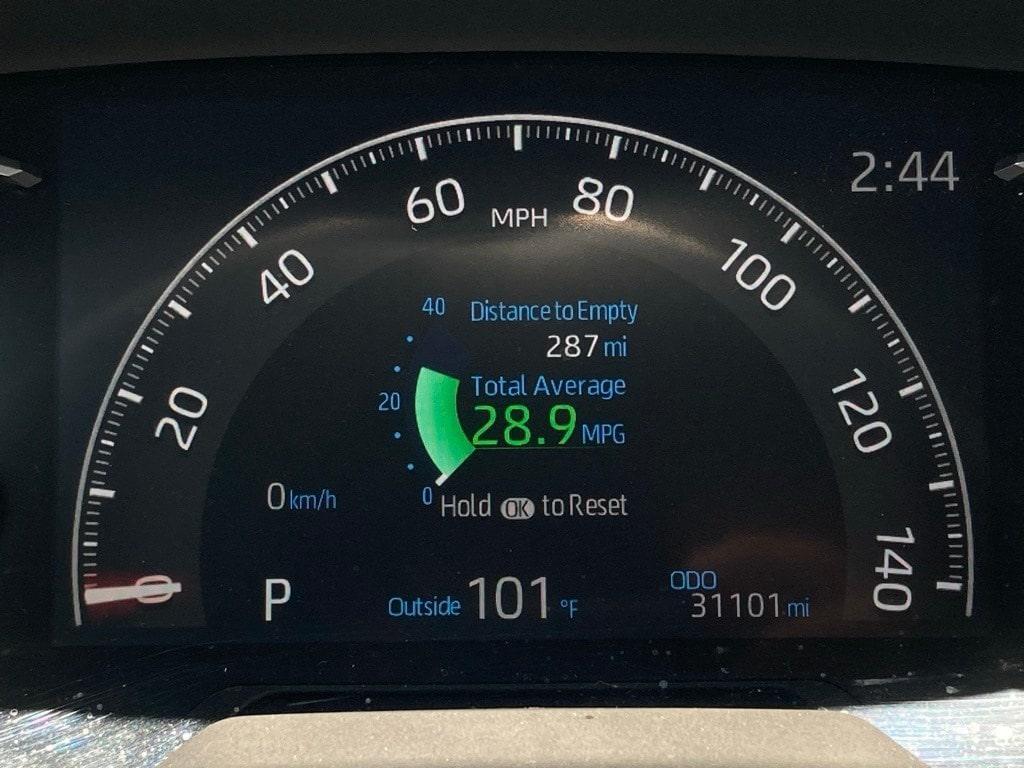 2:44
60 MPH 80
40 100
40 Distance to Empty
287 mi
20 Total Average
28.9 MPG
20 120
0 km/h
0 Hold OK to Reset
0 140
P Outside 101 °F
ODO
31101 mi